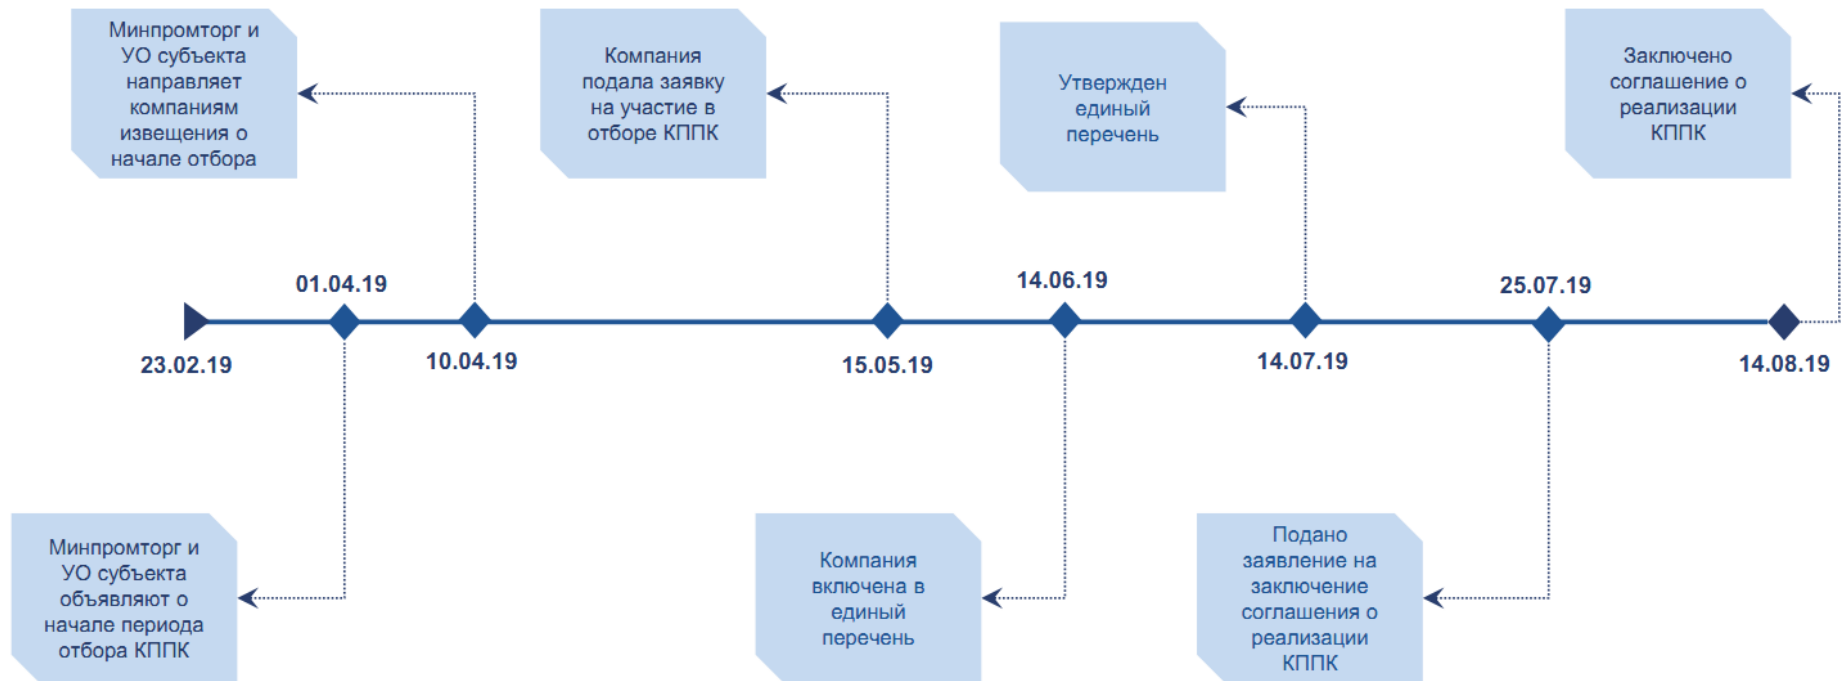 Минпромторг и
УО субъекта
направляет
компаниям
извещения о
начале отбора
Компания
подала заявку
на участие в
отборе КППК
Утвержден
единый
перечень
Заключено
соглашение о
реализации
КППК
01.04.19
14.06.19
25.07.19
23.02.19
10.04.19
15.05.19
14.07.19
14.08.19
Минпромторг и
УО субъекта
объявляют о
начале периода
отбора КППК
Компания
включена в
единый
перечень
Подано
заявление на
заключение
соглашения о
реализации
КППК